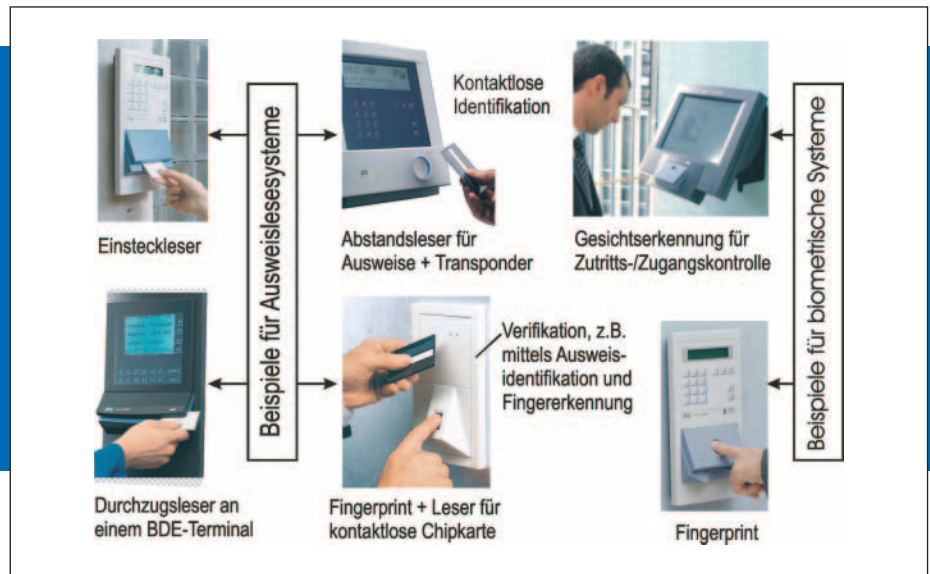 Einsteckleser
Beispiele für Ausweislesesysteme
Kontaktlose
Identifikation
Abstandsleser für
Ausweise + Transponder
Gesichtserkennung für
Zutritts-/Zugangskontrolle
Beispiele für biometrische Systeme
Durchzugsleser an
einem BDE-Terminal
Verifikation, z.B.
mittels Ausweis-
identifikation und
Fingererkennung
Fingerprint + Leser für
kontaktlose Chipkarte
Fingerprint